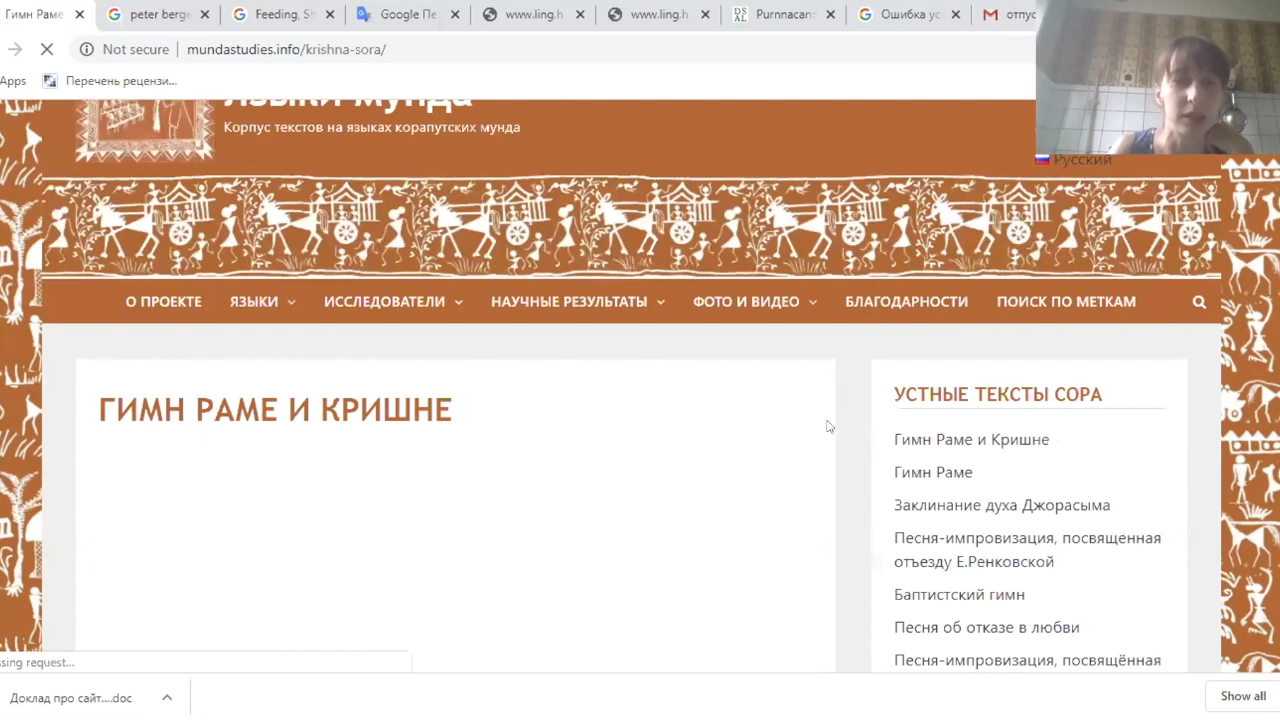 Гимн Раме
peter berge
Feeding, Sh
Google Пе
www.ling.h
www.ling.h
Purnnacan
Ошибка ус
отпус
Not secure
mundastudies.info/krishna-sora/
Apps
Перечень рецензи...
Языки мунда
Корпус текстов на языках корапутских мунда
Русский
О ПРОЕКТЕ ЯЗЫКИ ИССЛЕДОВАТЕЛИ НАУЧНЫЕ РЕЗУЛЬТАТЫ ФОТО И ВИДЕО БЛАГОДАРНОСТИ ПОИСК ПО МЕТКАМ
ГИМН РАМЕ И КРИШНЕ
УСТНЫЕ ТЕКСТЫ СОРА
Гимн Раме и Кришне
Гимн Раме
Заклинание духа Джорасыма
Песня-импровизация, посвященная
отъезду Е.Ренковской
Баптистский гимн
Песня об отказе в любви
Песня-импровизация, посвящённая
ssing request...
Доклад про сайт....doc
Show all